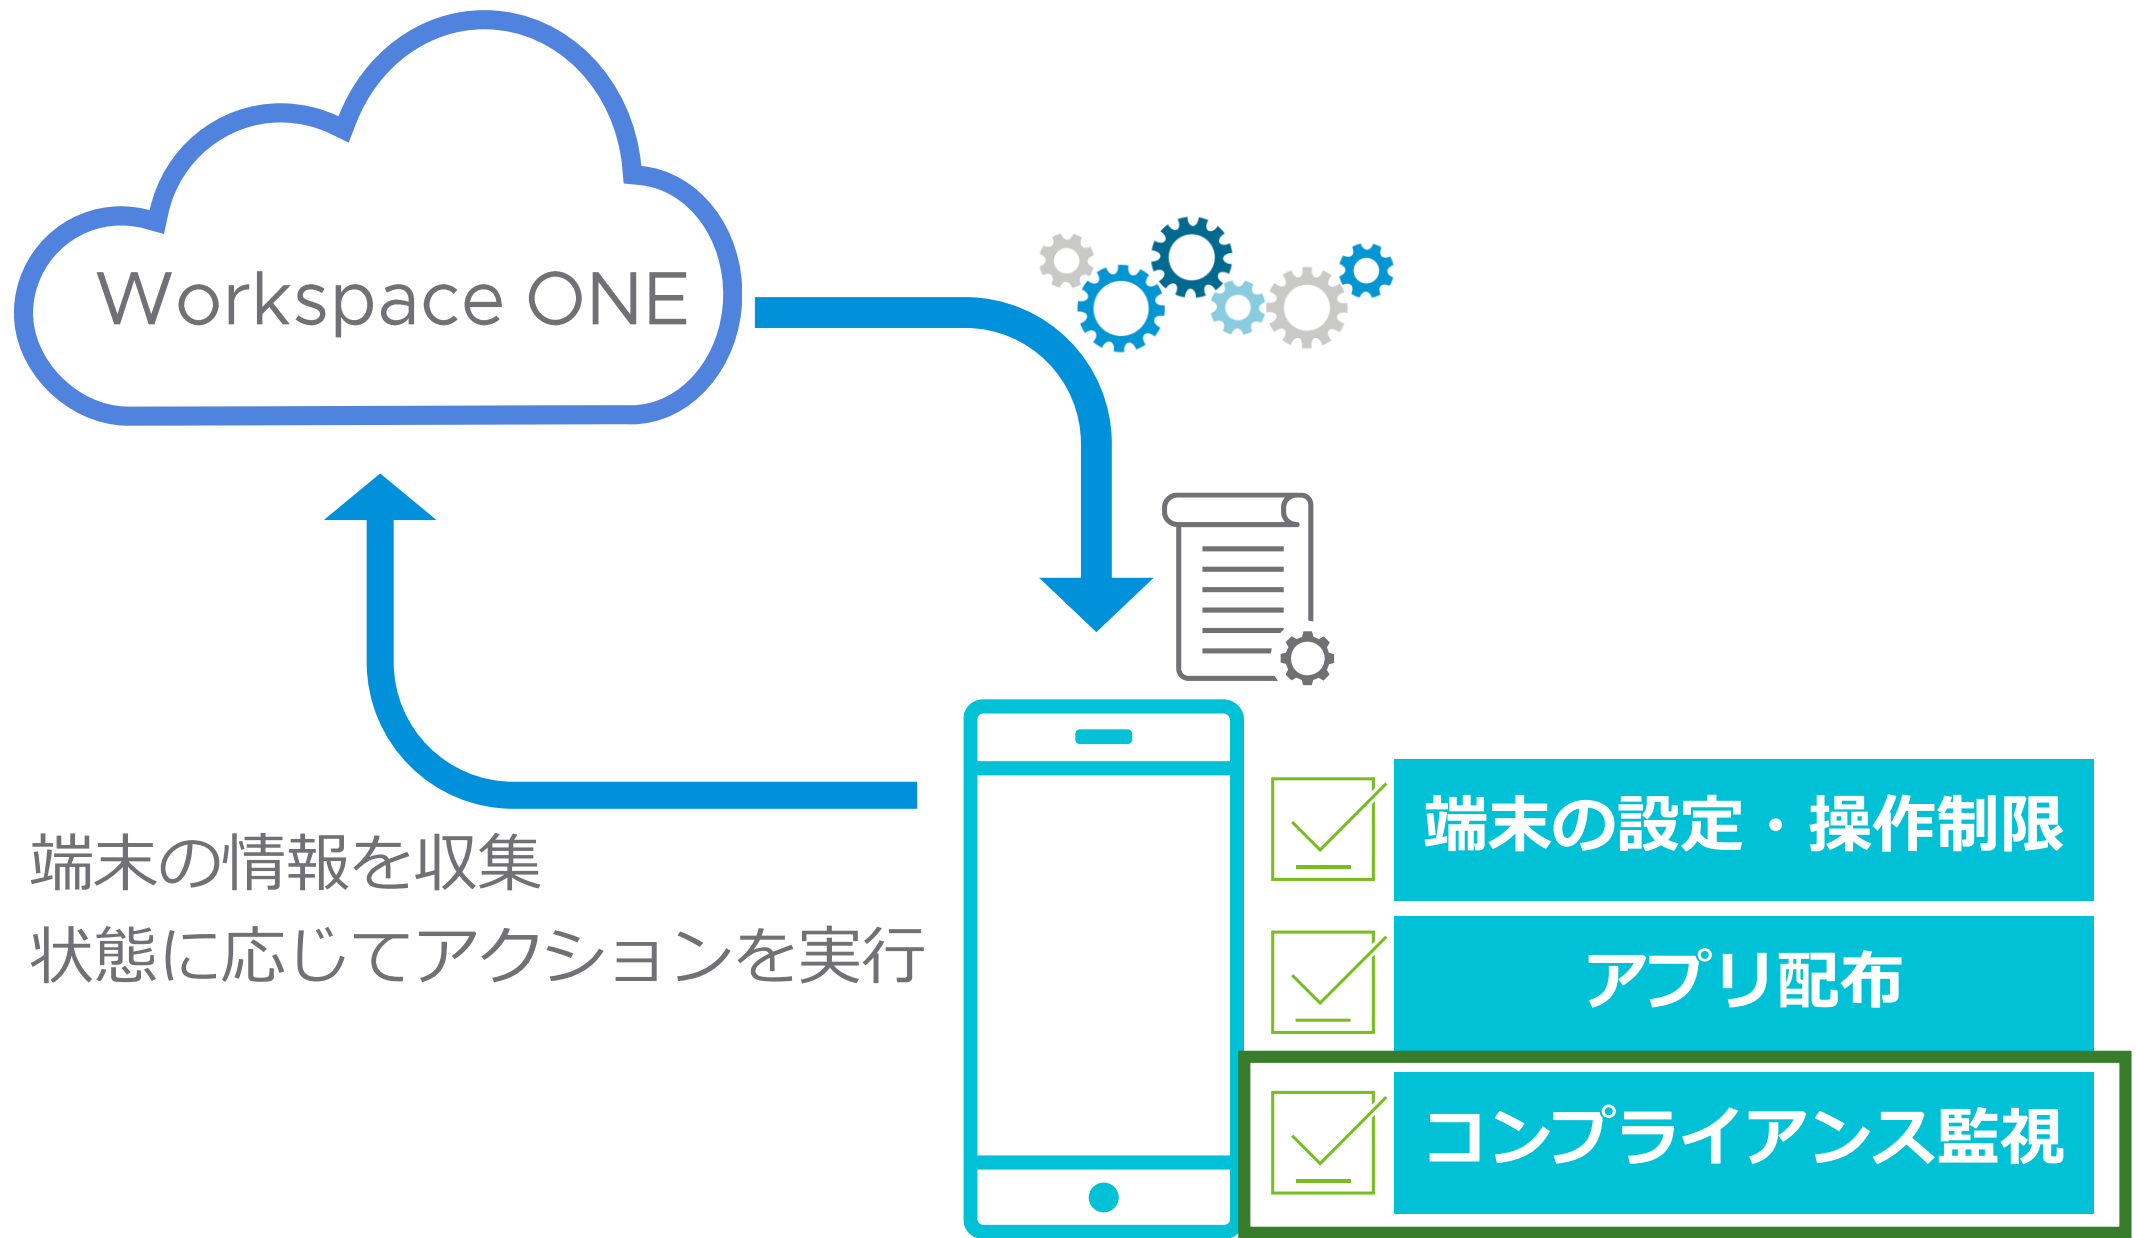 Workspace ONE
端末の情報を収集
状態に応じてアクションを実行
端末の設定・操作制限
アプリ配布
コンプライアンス監視